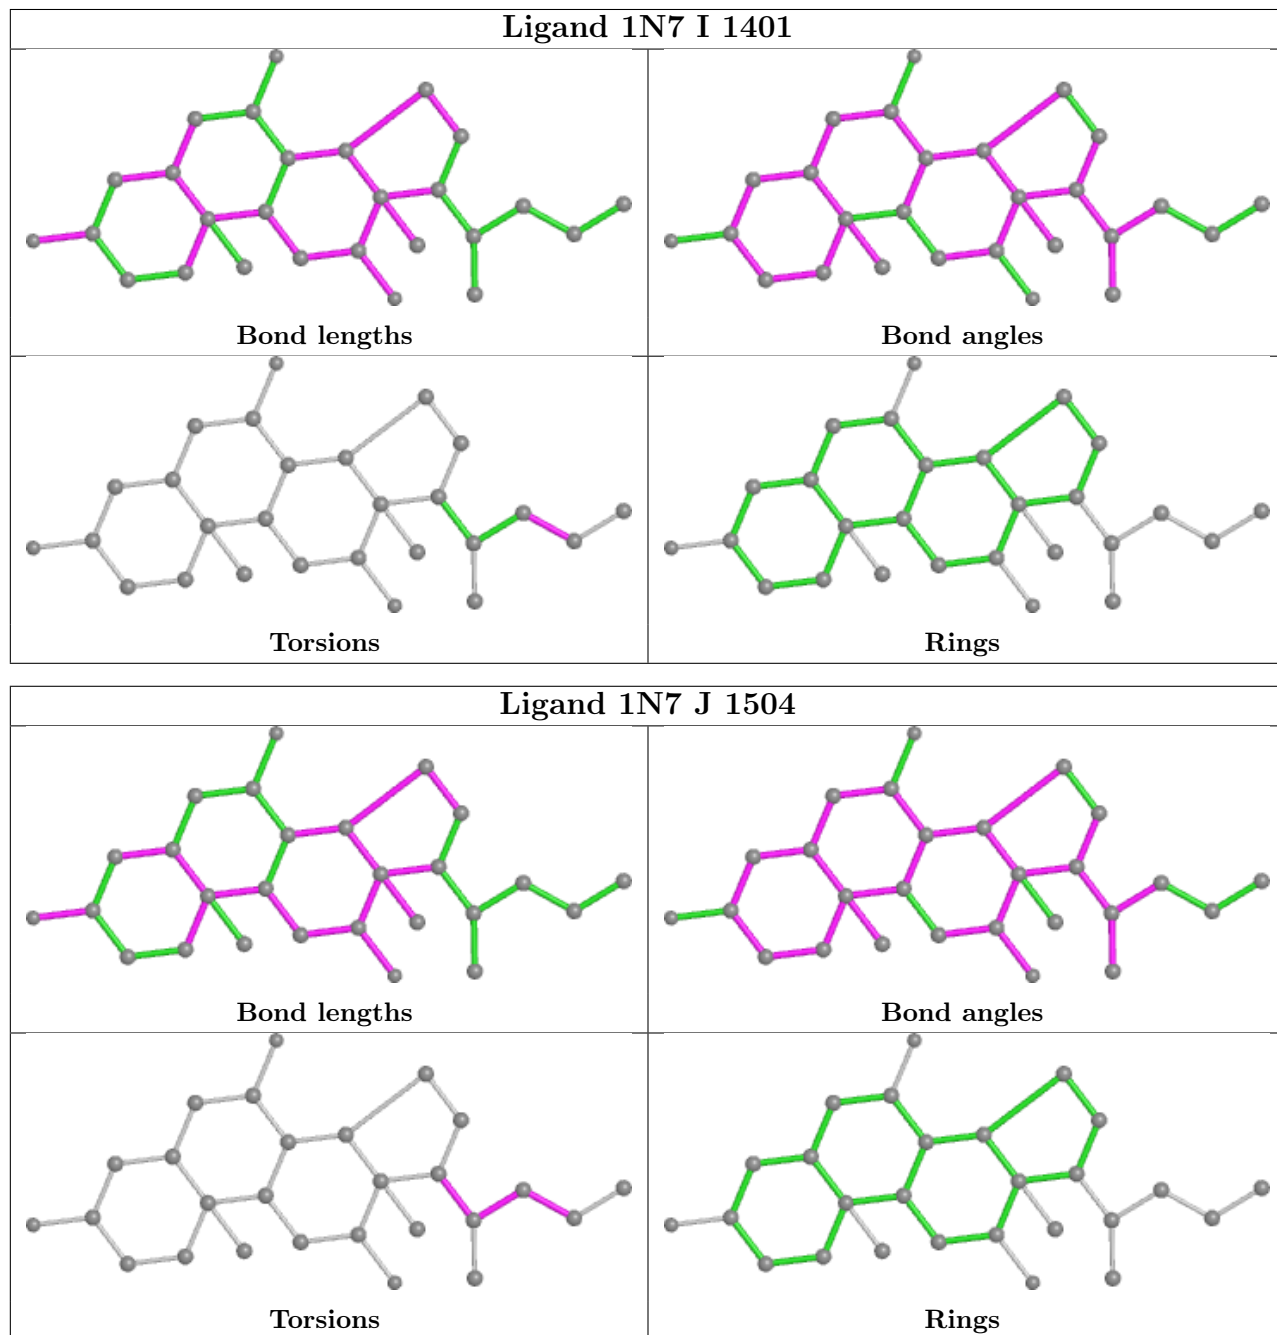 Ligand 1N7 I 1401
Bond lengths
Bond angles
Torsions
Rings
Ligand 1N7 J 1504
Bond lengths
Bond angles
Torsions
Rings